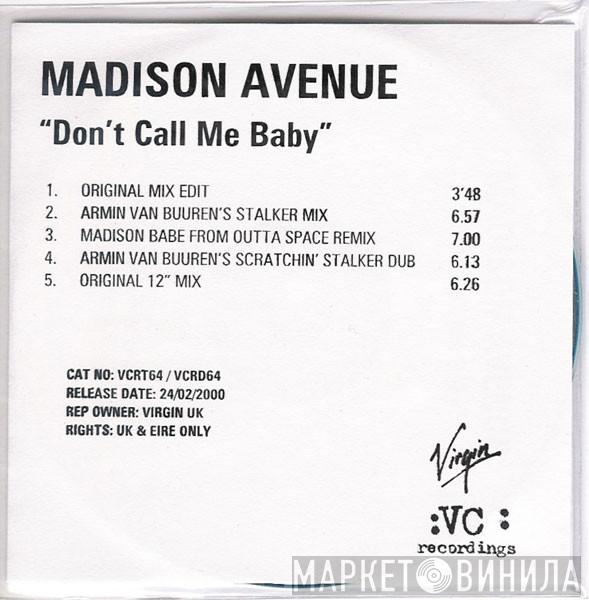 MADISON AVENUE
"Don't Call Me Baby"
1. ORIGINAL MIX EDIT 3'48
2. ARMIN VAN BUUREN'S STALKER MIX 6.57
3. MADISON BABE FROM OUTTA SPACE REMIX 7.00
4. ARMIN VAN BUUREN'S SCRATCHIN' STALKER DUB 6.13
5. ORIGINAL 12" MIX 6.26
CAT NO: VCRT64 / VCRD64
RELEASE DATE: 24/02/2000
REP OWNER: VIRGIN UK
RIGHTS: UK & EIRE ONLY
Virgin
:VC :
recordings
МАРКЕТ ВИНИЛА